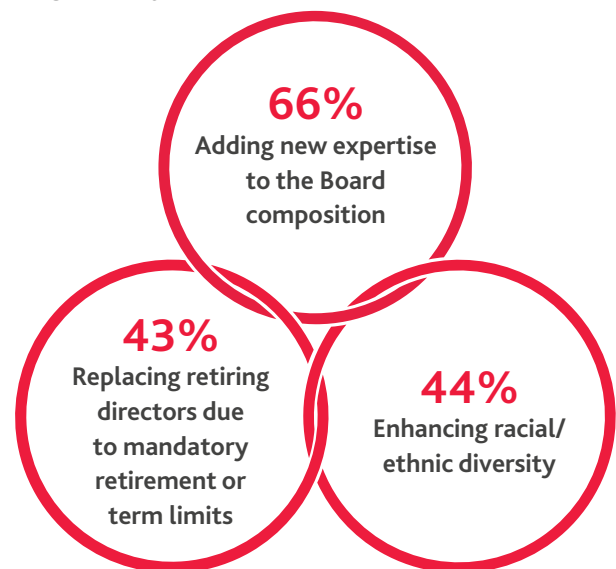 66%
Adding new expertise
to the Board
composition
43%
Replacing retiring
directors due
to mandatory
retirement or
term limits
44%
Enhancing racial/
ethnic diversity